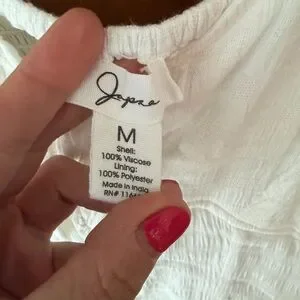 Japna
M
Shell:
100% Viscose
Lining:
100% Polyester
Made in India